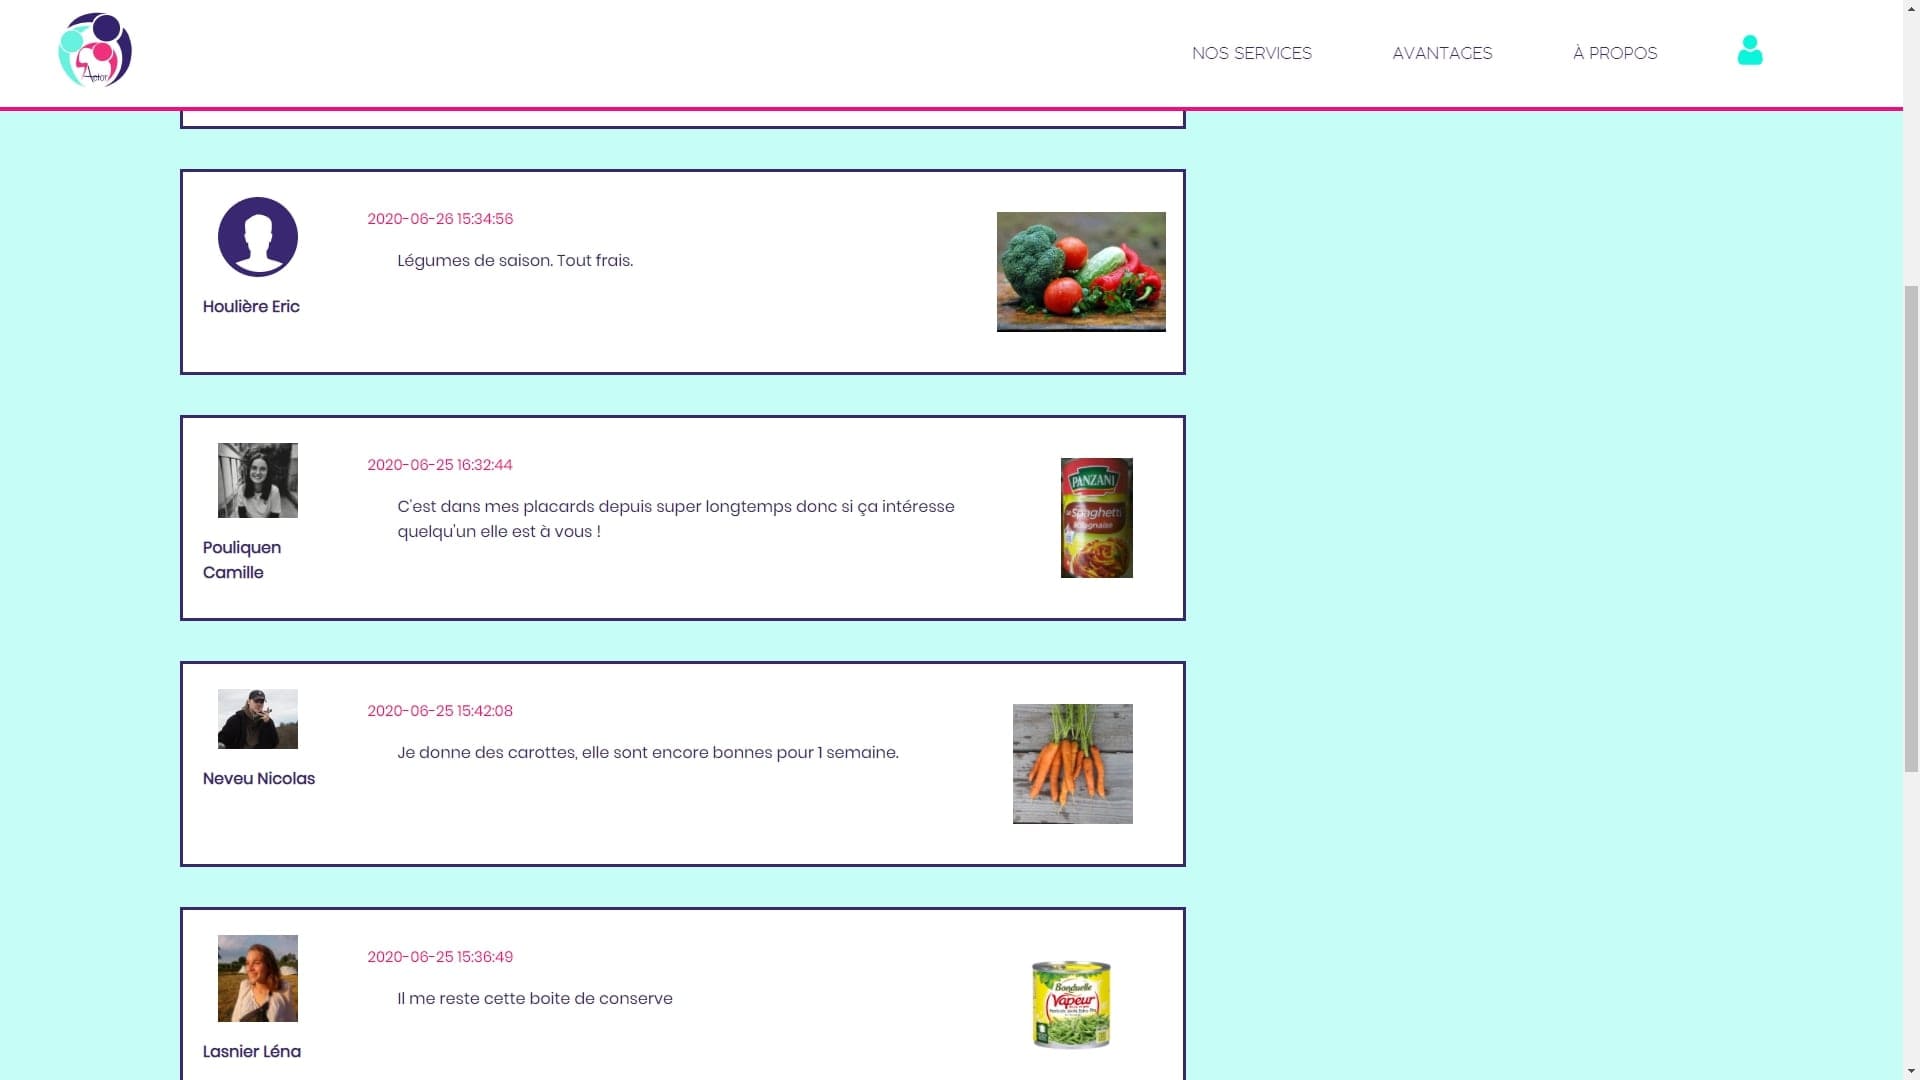 Actor
NOS SERVICES
AVANTAGES
À PROPOS
2020-06-26 15:34:56
Légumes de saison. Tout frais.
Houlière Eric
2020-06-25 16:32:44
C'est dans mes placards depuis super longtemps donc si ça intéresse
quelqu'un elle est à vous !
Pouliquen
Camille
PANZANI
Spaghetti
Bolognaise
2020-06-25 15:42:08
Je donne des carottes, elle sont encore bonnes pour 1 semaine.
Neveu Nicolas
2020-06-25 15:36:49
Il me reste cette boite de conserve
Lasnier Léna
Bonduelle
Vapeur